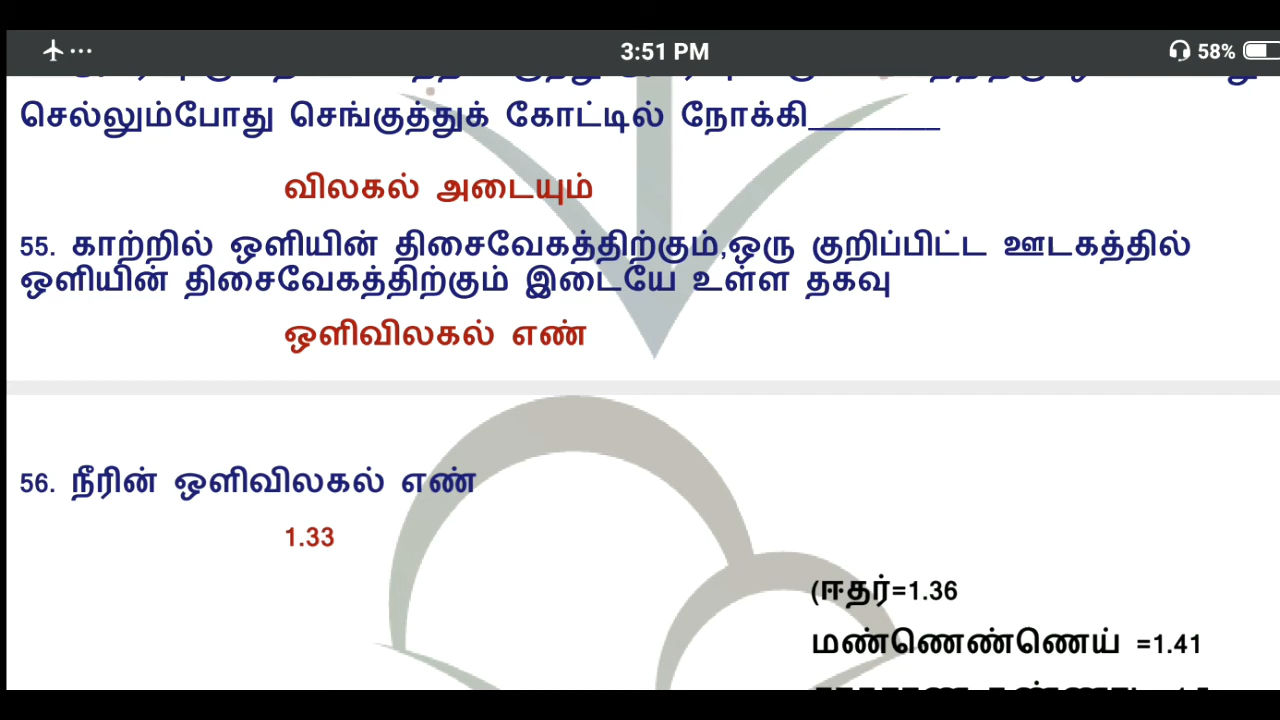 3:51 PM
58%
செல்லும்போது செங்குத்துக் கோட்டில் நோக்கி________
விலகல் அடையும்
55. காற்றில் ஒளியின் திசைவேகத்திற்கும்,ஒரு குறிப்பிட்ட ஊடகத்தில்
ஒளியின் திசைவேகத்திற்கும் இடையே உள்ள தகவு
ஒளிவிலகல் எண்
56. நீரின் ஒளிவிலகல் எண்
1.33
(ஈதர்=1.36
மண்ணெண்ணெய் =1.41